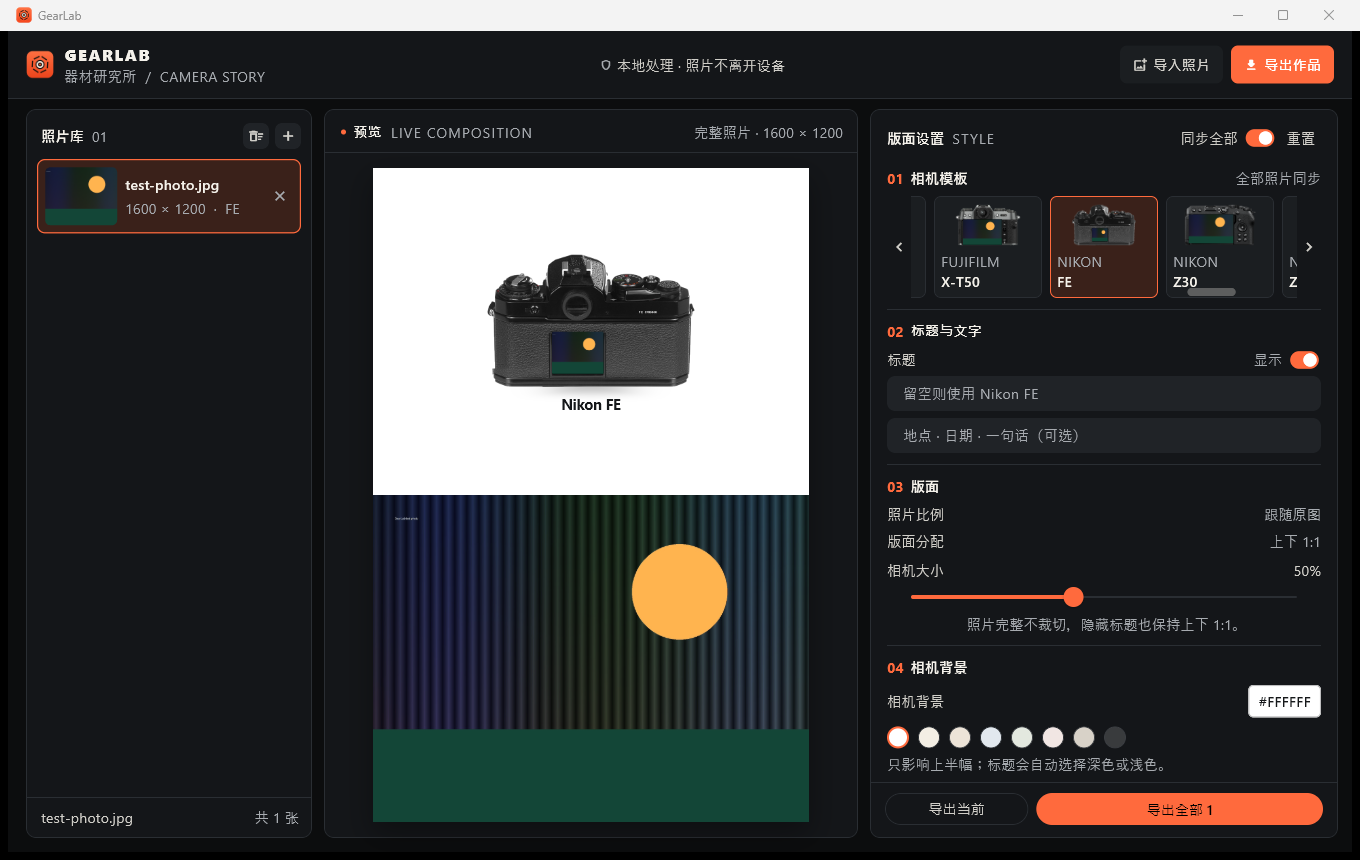 GearLab
GEARLAB
器材研究所 / CAMERA STORY
本地处理 · 照片不离开设备
导入照片
导出作品
照片库 01
test-photo.jpg
1600 × 1200 · FE
test-photo.jpg
共 1 张
预览 LIVE COMPOSITION
完整照片 · 1600 × 1200
Nikon FE
版面设置 STYLE
同步全部
重置
01 相机模板
全部照片同步
FUJIFILM
X-T50
NIKON
FE
NIKON
Z30
02 标题与文字
标题
显示
留空则使用 Nikon FE
地点 · 日期 · 一句话（可选）
03 版面
照片比例
跟随原图
版面分配
上下 1:1
相机大小
50%
照片完整不裁切，隐藏标题也保持上下 1:1。
04 相机背景
相机背景
#FFFFFF
只影响上半幅；标题会自动选择深色或浅色。
导出当前
导出全部 1